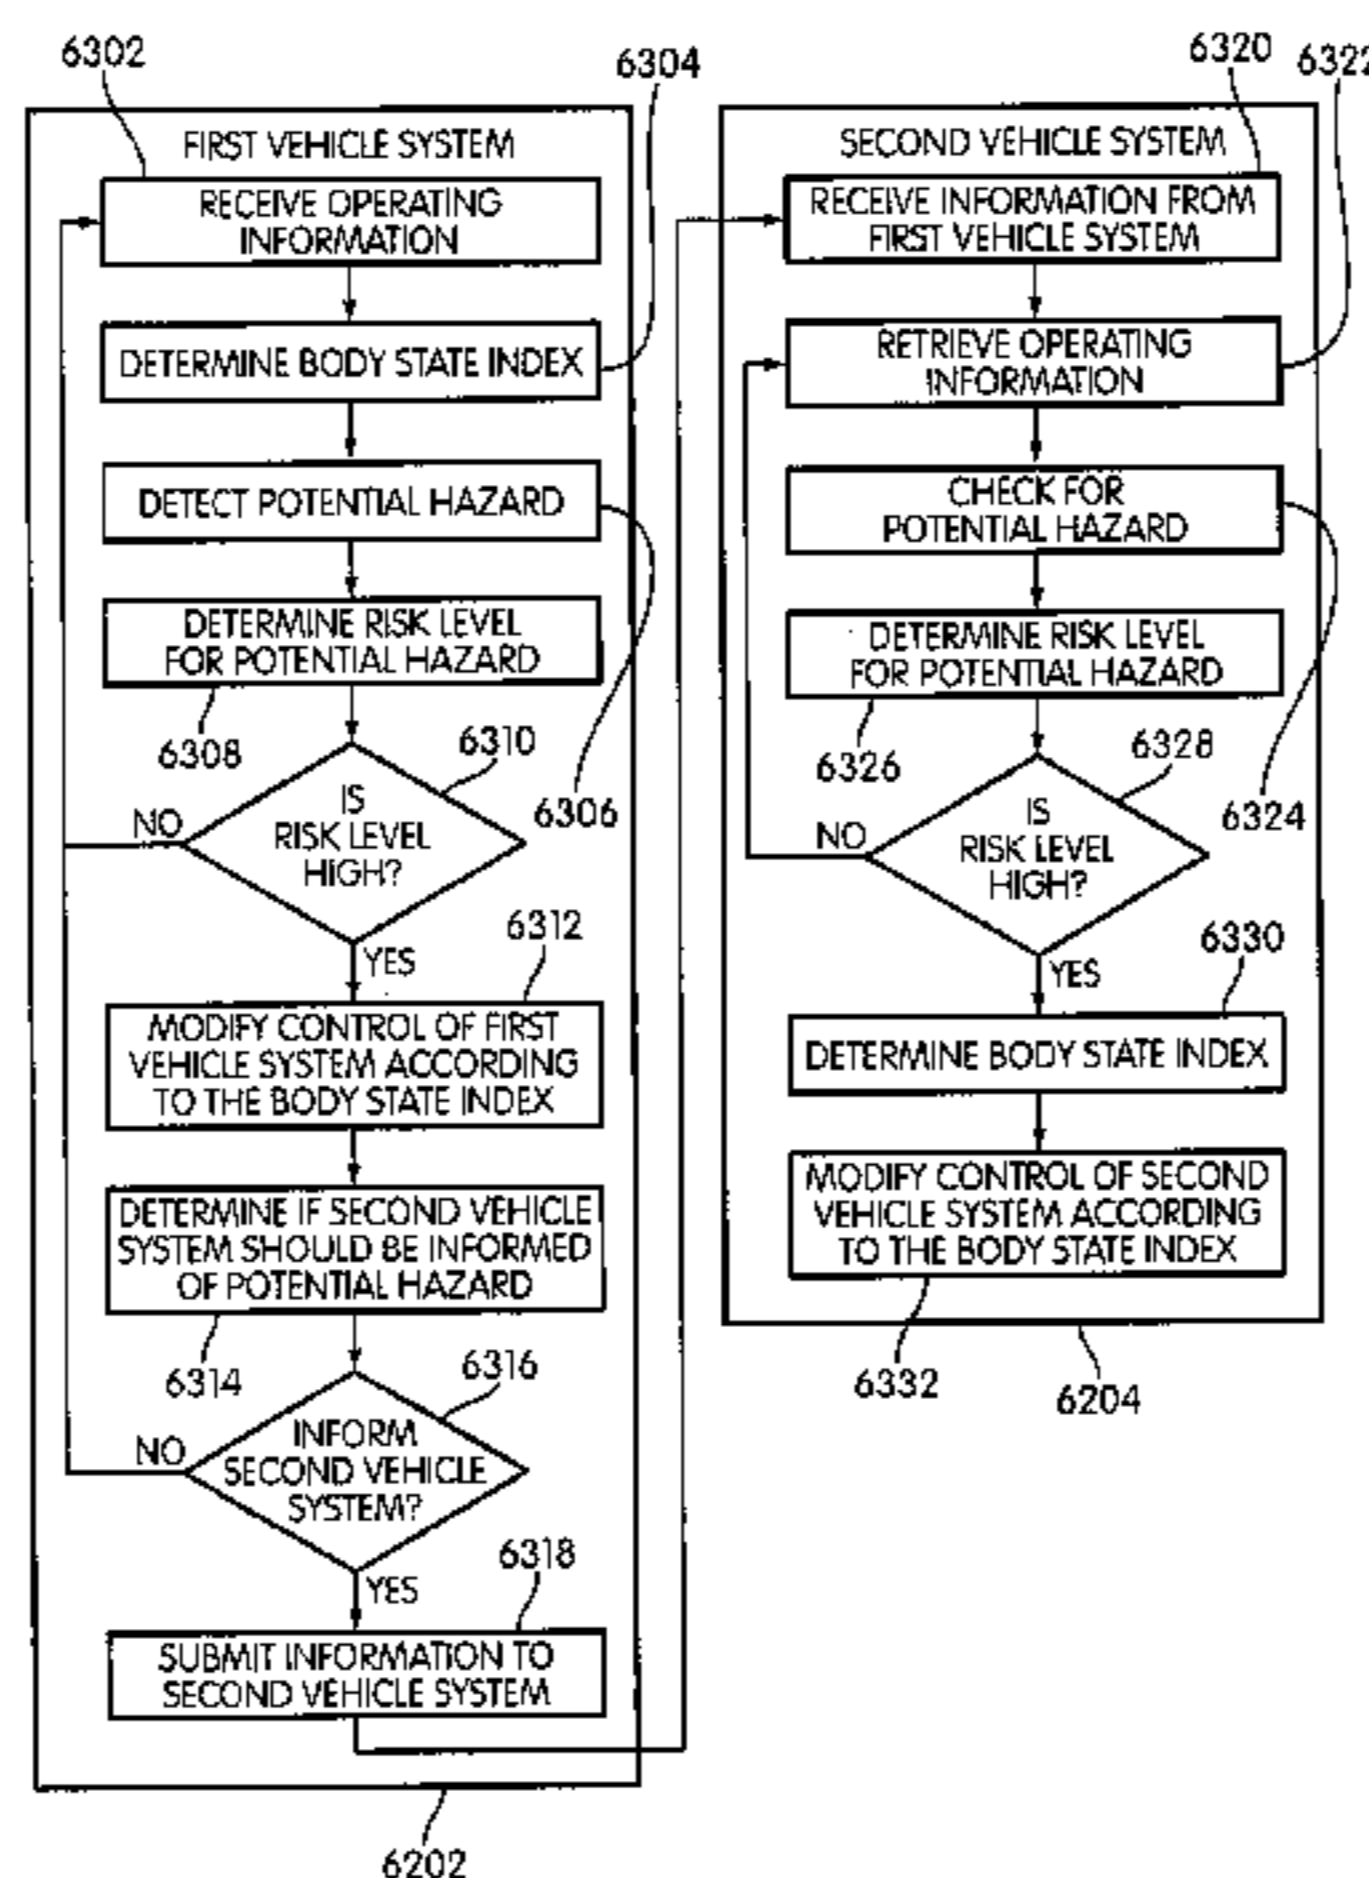 6302
6304
FIRST VEHICLE SYSTEM
RECEIVE OPERATING
INFORMATION
DETERMINE BODY STATE INDEX
DETECT POTENTIAL HAZARD
DETERMINE RISK LEVEL
FOR POTENTIAL HAZARD
6308
6310
6306
IS
RISK LEVEL
HIGH?
NO
YES
6312
MODIFY CONTROL OF FIRST
VEHICLE SYSTEM ACCORDING
TO THE BODY STATE INDEX
DETERMINE IF SECOND VEHICLE
SYSTEM SHOULD BE INFORMED
OF POTENTIAL HAZARD
6314
6316
INFORM
SECOND VEHICLE
SYSTEM?
NO
YES
6318
SUBMIT INFORMATION TO
SECOND VEHICLE SYSTEM
6202
6320
6322
SECOND VEHICLE SYSTEM
RECEIVE INFORMATION FROM
FIRST VEHICLE SYSTEM
RETRIEVE OPERATING
INFORMATION
CHECK FOR
POTENTIAL HAZARD
DETERMINE RISK LEVEL
FOR POTENTIAL HAZARD
6326
6328
6324
IS
RISK LEVEL
HIGH?
NO
YES
6330
DETERMINE BODY STATE INDEX
MODIFY CONTROL OF SECOND
VEHICLE SYSTEM ACCORDING
TO THE BODY STATE INDEX
6332
6204